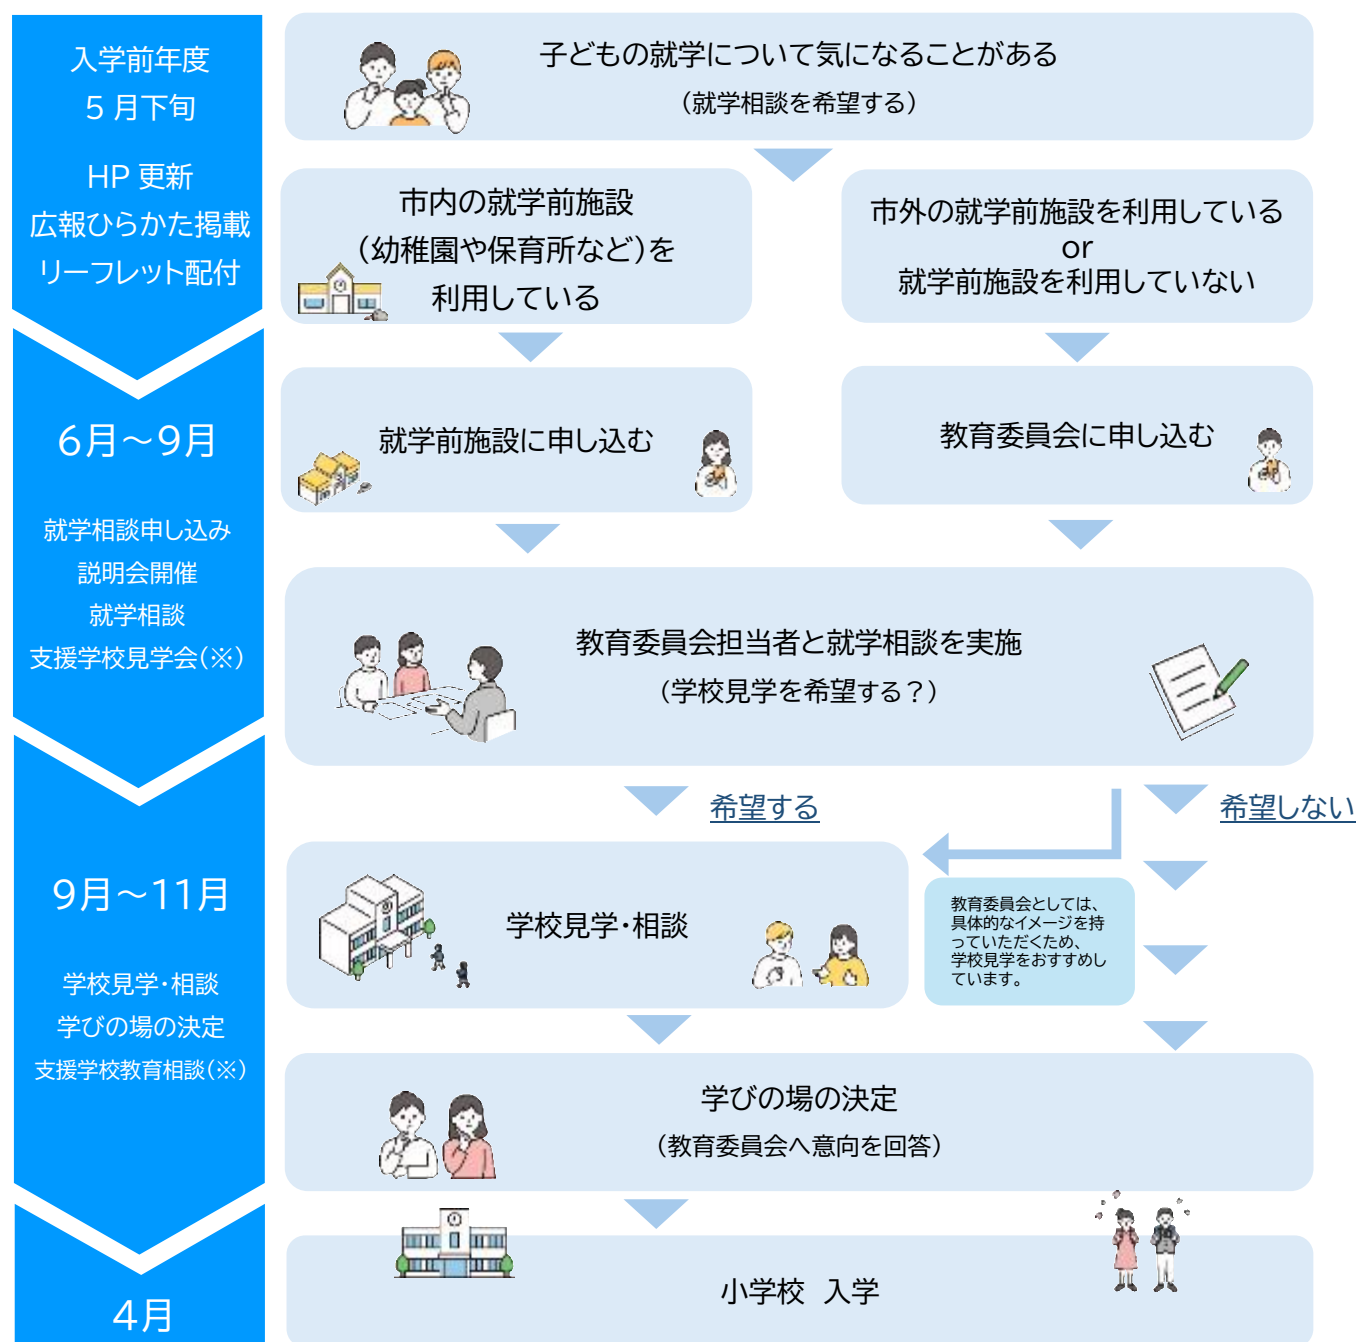 入学前年度
5月下旬
HP 更新
広報ひらかた掲載
リーフレット配付
子どもの就学について気になることがある
（就学相談を希望する）
市内の就学前施設
（幼稚園や保育所など）を
利用している
市外の就学前施設を利用している
or
就学前施設を利用していない
6月～9月
就学相談申し込み
説明会開催
就学相談
支援学校見学会（※）
就学前施設に申し込む
教育委員会に申し込む
教育委員会担当者と就学相談を実施
（学校見学を希望する？）
希望する
希望しない
9月～11月
学校見学・相談
学びの場の決定
支援学校教育相談（※）
学校見学・相談
教育委員会としては、
具体的なイメージを持
っていただくため、
学校見学をおすすめし
ています。
学びの場の決定
（教育委員会へ意向を回答）
4月
小学校　入学